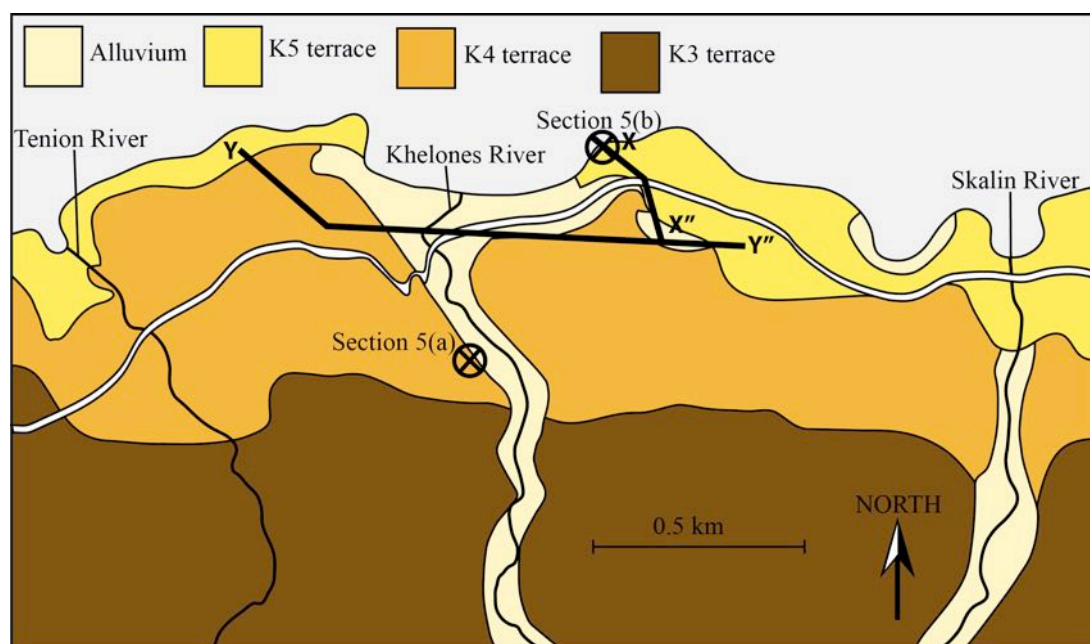 Alluvium
K5 terrace
K4 terrace
K3 terrace
Tenion River
Section 5(b)
X
Y
Khelones River
Skalin River
X"
Y"
Section 5(a)
NORTH
0.5 km